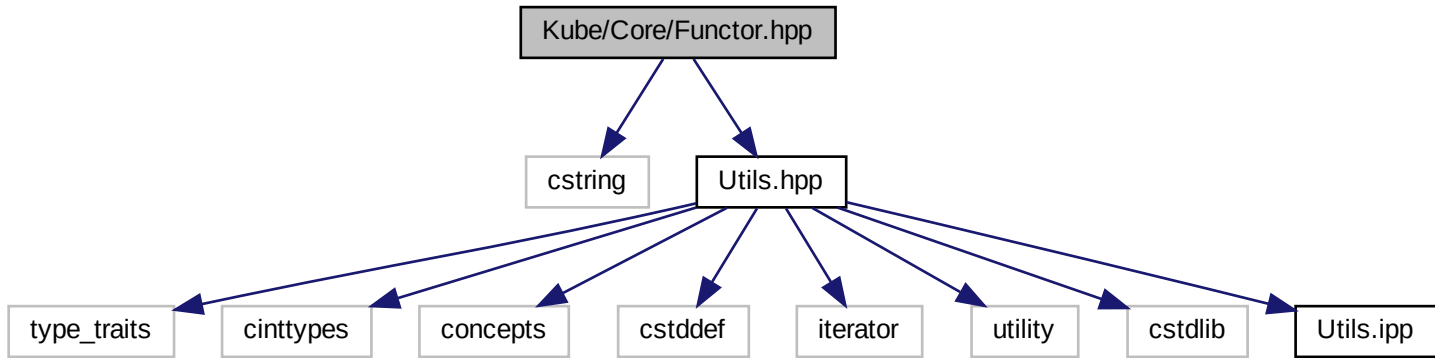 Kube/Core/Functor.hpp
cstring
Utils.hpp
type_traits
cinttypes
concepts
cstddef
iterator
utility
cstdlib
Utils.ipp